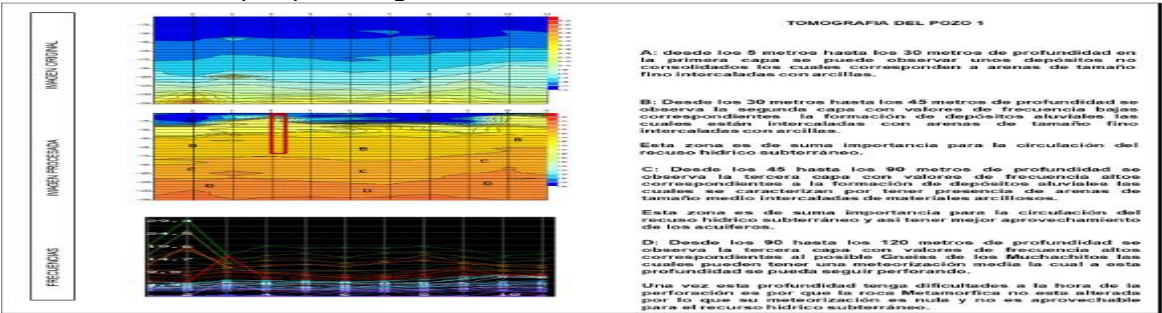 IMAGEN ORIGINAL
IMAGEN PROCESADA
FRECUENCIAS
B
B
C
C
C
D
D
D
TOMOGRAFIA DEL POZO 1
A: desde los 5 metros hasta los 30 metros de profundidad en
la primera capa se puede observar unos depósitos no
consolidados los cuales corresponden a arenas de tamaño
fino intercaladas con arcillas.
B: Desde los 30 metros hasta los 45 metros de profundidad se
observa la segunda capa con valores de frecuencia bajas
correspondientes la formación de depósitos aluviales las
cuales están intercaladas con arenas de tamaño fino
intercaladas con arcillas.
Esta zona es de suma importancia para la circulación del
recuso hídrico subterráneo.
C: Desde los 45 hasta los 90 metros de profundidad se
observa la tercera capa con valores de frecuencia altos
correspondientes a la formación de depósitos aluviales las
cuales se caracterizan por tener presencia de arenas de
tamaño medio intercaladas de materiales arcillosos.
Esta zona es de suma importancia para la circulación del
recuso hídrico subterráneo y así tener mejor aprovechamiento
de los acuíferos.
D: Desde los 90 hasta los 120 metros de profundidad se
observa la tercera capa con valores de frecuencia altos
correspondientes al posible Gneiss de los Muchachitos las
cuales pueden tener una meteorización media la cual a esta
profundidad se pueda seguir perforando.
Una vez esta profundidad tenga dificultades a la hora de la
perforación es por que la roca Metamorfica no esta alterada
por lo que su meteorización es nula y no es aprovechable
para el recurso hídrico subterráneo.